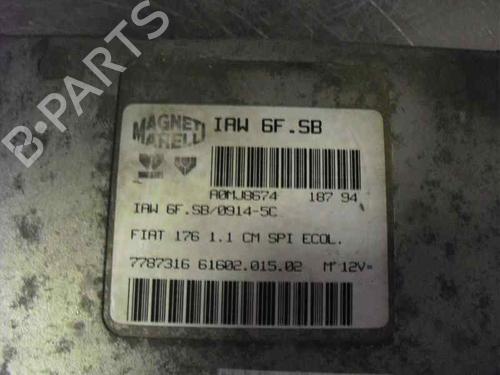 MAGNETI MARELLI
IAW 6F.SB
A0MJ8674 187 94
IAW 6F.SB/0914-5C
FIAT 176 1.1 CM SPI ECOL.
7787316 61602.015.02 M 12V=
B-PARTS